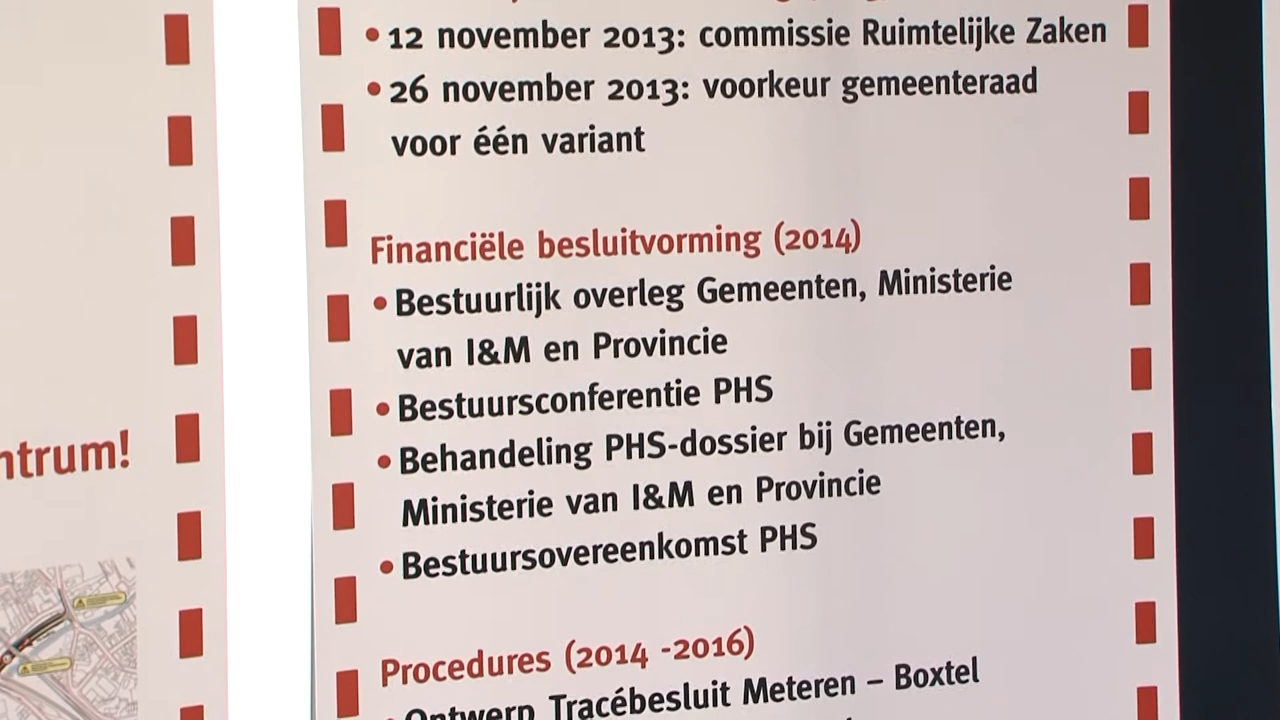 • 12 november 2013: commissie Ruimtelijke Zaken
• 26 november 2013: voorkeur gemeenteraad
voor één variant
Financiële besluitvorming (2014)
• Bestuurlijk overleg Gemeenten, Ministerie
van I&M en Provincie
• Bestuursconferentie PHS
• Behandeling PHS-dossier bij Gemeenten,
Ministerie van I&M en Provincie
• Bestuursovereenkomst PHS
Procedures (2014 -2016)
• Ontwerp Tracébesluit Meteren – Boxtel
ntrum!